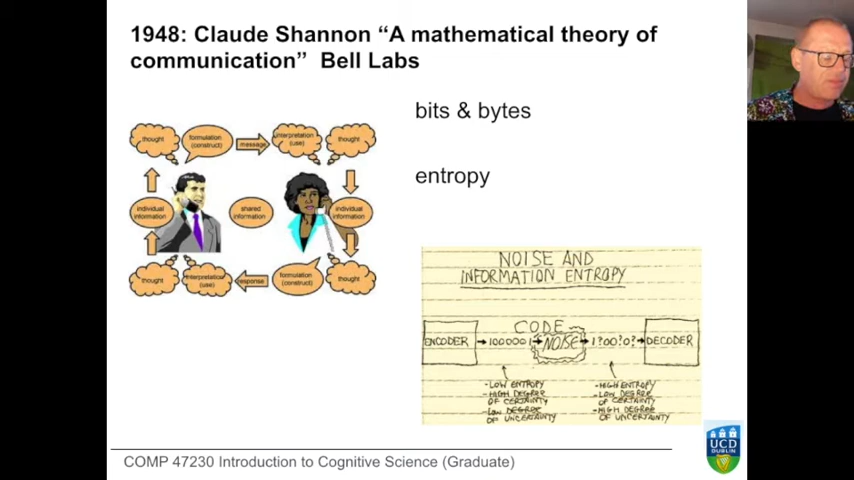 1948: Claude Shannon “A mathematical theory of
communication” Bell Labs
bits & bytes
entropy
thought
formulation
(construct)
message
interpretation
(use)
thought
individual
information
shared
information
individual
information
thought
interpretation
(use)
response
formulation
(construct)
thought
NOISE AND
INFORMATION ENTROPY
CODE
ENCODER
1000001
NOISE
1?00?0?
DECODER
-LOW ENTROPY
-HIGH DEGREE
OF CERTAINTY
-LOW DEGREE
OF UNCERTAINTY
-HIGH ENTROPY
-LOW DEGREE
OF CERTAINTY
-HIGH DEGREE
OF UNCERTAINTY
COMP 47230 Introduction to Cognitive Science (Graduate)
UCD
DUBLIN